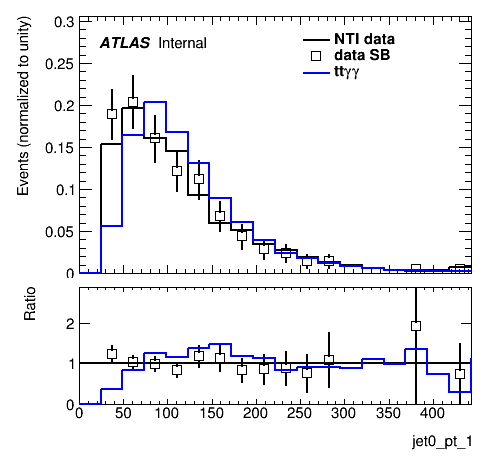 0.3
ATLAS Internal
NTI data
data SB
ttγγ
0.25
0.2
0.15
0.1
0.05
0
Events (normalized to unity)
Ratio
2
1
0
0 50 100 150 200 250 300 350 400
jet0_pt_1